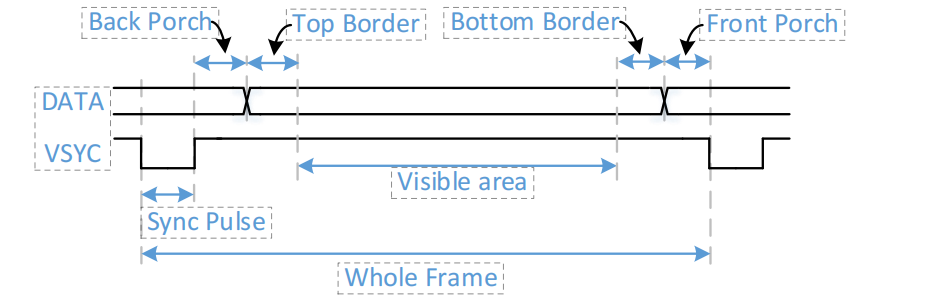 Back Porch
Top Border
Bottom Border
Front Porch
DATA
VSYC
Visible area
Sync Pulse
Whole Frame